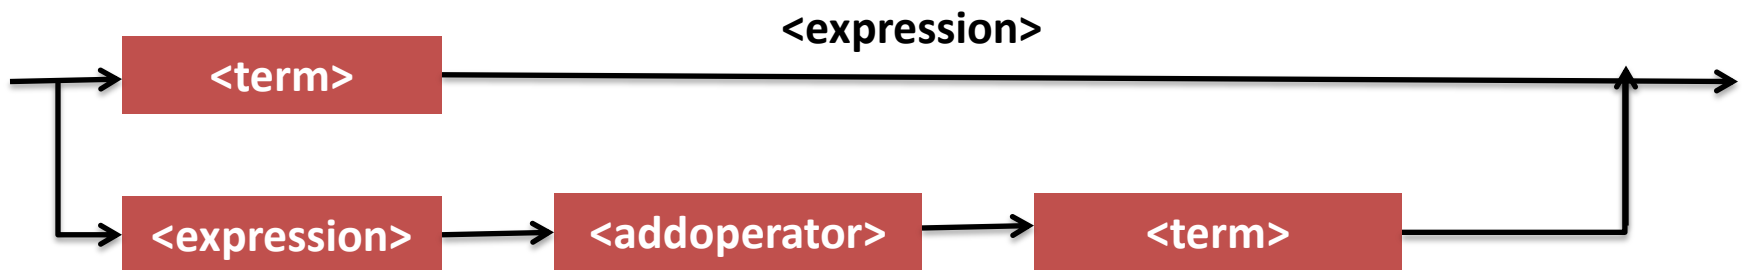 <expression>
<term>
<expression>
<addoperator>
<term>